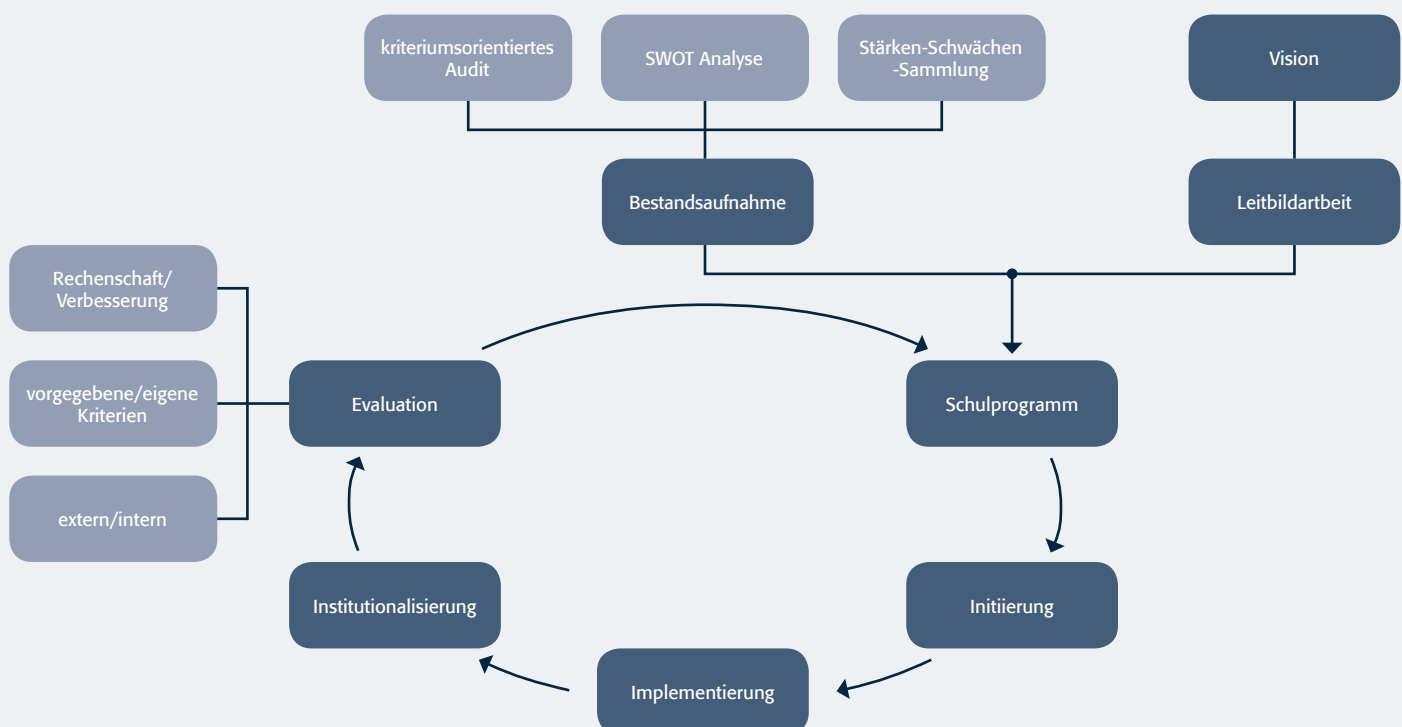 kriteriumsorientiertes
Audit
SWOT Analyse
Stärken-Schwächen
-Sammlung
Vision
Bestandsaufnahme
Leitbildartbeit
Rechenschaft/
Verbesserung
vorgegebene/eigene
Kriterien
extern/intern
Evaluation
Schulprogramm
Institutionalisierung
Initiierung
Implementierung